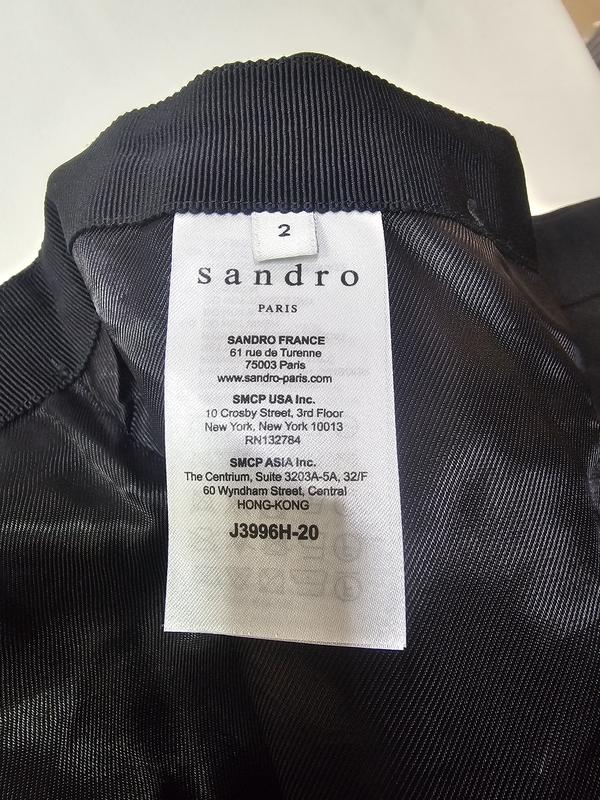 2
sandro
PARIS
SANDRO FRANCE
61 rue de Turenne
75003 Paris
www.sandro-paris.com
SMCP USA Inc.
10 Crosby Street, 3rd Floor
New York, New York 10013
RN132784
SMCP ASIA Inc.
The Centrium, Suite 3203A-5A, 32/F
60 Wyndham Street, Central
HONG-KONG
J3996H-20